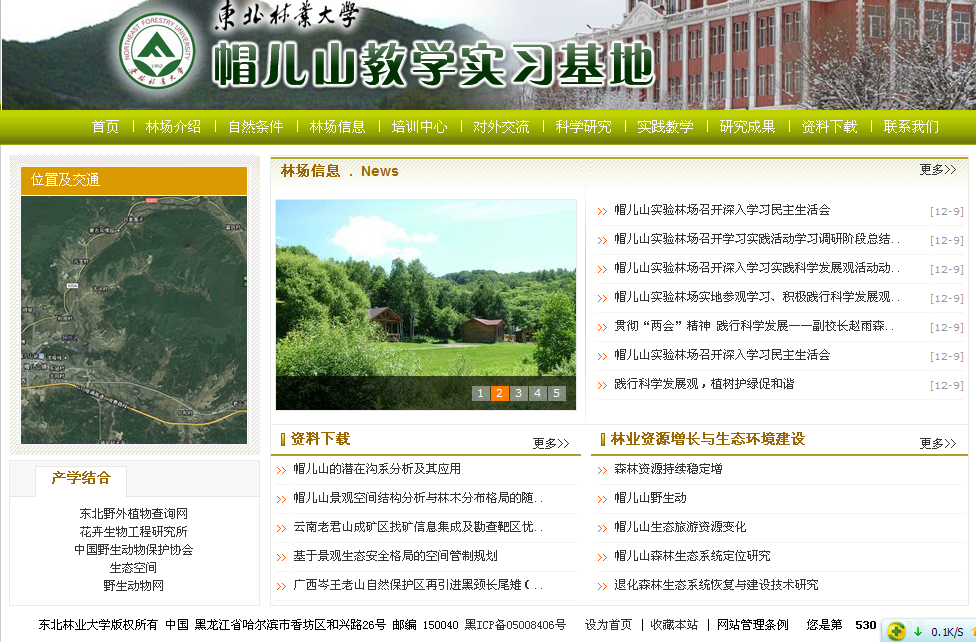 东北林业大学
NORTHEAST FORESTRY UNIVERSITY
1952
东北林业大学
帽儿山教学实习基地
首页 | 林场介绍 | 自然条件 | 林场信息 | 培训中心 | 对外交流 | 科学研究 | 实践教学 | 研究成果 | 资料下载 | 联系我们
位置及交通
林场信息 . News 更多>>
帽儿山实验林场召开深入学习民主生活会 [12-9]
帽儿山实验林场召开学习实践活动学习调研阶段总结.. [12-9]
帽儿山实验林场召开深入学习实践科学发展观活动动.. [12-9]
帽儿山实验林场实地参观学习、积极践行科学发展观.. [12-9]
贯彻“两会”精神 践行科学发展——副校长赵雨森.. [12-9]
帽儿山实验林场召开深入学习民主生活会 [12-9]
践行科学发展观，植树护绿促和谐 [12-9]
1 2 3 4 5
产学结合
东北野外植物查询网
花卉生物工程研究所
中国野生动物保护协会
生态空间
野生动物网
资料下载 更多>>
帽儿山的潜在沟系分析及其应用
帽儿山景观空间结构分析与林木分布格局的随..
云南老君山成矿区找矿信息集成及勘查靶区优..
基于景观生态安全格局的空间管制规划
广西岑王老山自然保护区再引进黑颈长尾雉(..
林业资源增长与生态环境建设 更多>>
森林资源持续稳定增
帽儿山野生动
帽儿山生态旅游资源变化
帽儿山森林生态系统定位研究
退化森林生态系统恢复与建设技术研究
东北林业大学版权所有 中国 黑龙江省哈尔滨市香坊区和兴路26号 邮编 150040 黑ICP备05008406号 设为首页 | 收藏本站 | 网站管理条例 您是第 530
0.1K/S